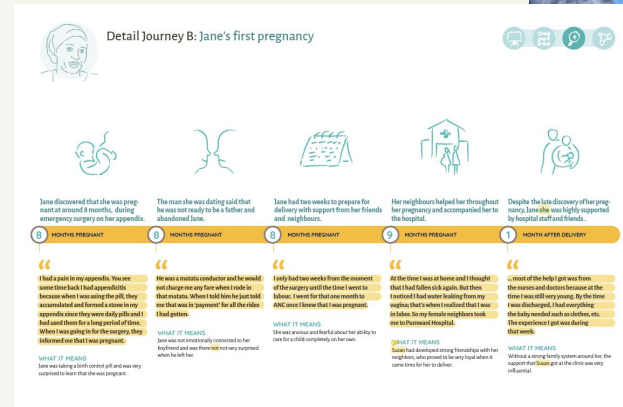 Detail Journey B: Jane's first pregnancy
Jane discovered that she was preg-
nant at around 8 months, during
emergency surgery on her appendix.
The man she was dating said that
he was not ready to be a father and
abandoned Jane.
Jane had two weeks to prepare for
delivery with support from her friends
and neighbours.
Her neighbours helped her throughout
her pregnancy and accompanied her to
the hospital.
Despite the late discovery of her preg-
nancy, Jane she was highly supported
by hospital staff and friends.
8 MONTHS PREGNANT
8 MONTHS PREGNANT
8 MONTHS PREGNANT
9 MONTHS PREGNANT
1 MONTH AFTER DELIVERY
“
I had a pain in my appendix. You see
some time back I had appendicitis
because when I was using the pill, they
accumulated and formed a stone in my
appendix since they were daily pills and I
had used them for a long period of time.
When I was going in for the surgery, they
informed me that I was pregnant.
WHAT IT MEANS
Jane was taking a birth control pill and was very
surprised to learn that she was pregnant
“
He was a matatu conductor and he would
not charge me any fare when I rode in
that matatu. When I told him he just told
me that was in 'payment' for all the rides
I had gotten.
WHAT IT MEANS
Jane was not emotionally connected to her
boyfriend and was there not not very surprised
when he left her.
“
I only had two weeks from the moment
of the surgery until the time I went to
labour. I went for that one month to
ANC once I knew that I was pregnant.
WHAT IT MEANS
She was anxious and fearful about her ability to
care for a child completely on her own.
“
At the time I was at home and I thought
that I had fallen sick again. But then
I noticed I had water leaking from my
vagina; that's when I realized that I was
in labor. So my female neighbors took
me to Pumwani Hospital.
WHAT IT MEANS
Susan had developed strong friendships with her
neighbors, who proved to be very loyal when it
came time for her to deliver
“
... most of the help I got was from
the nurses and doctors because at the
time I was still very young. By the time
I was discharged, I had everything
the baby needed such as clothes, etc.
The experience I got was during
that week.
WHAT IT MEANS
Without a strong family system around her, the
support that Susan got at the clinic was very
influential.